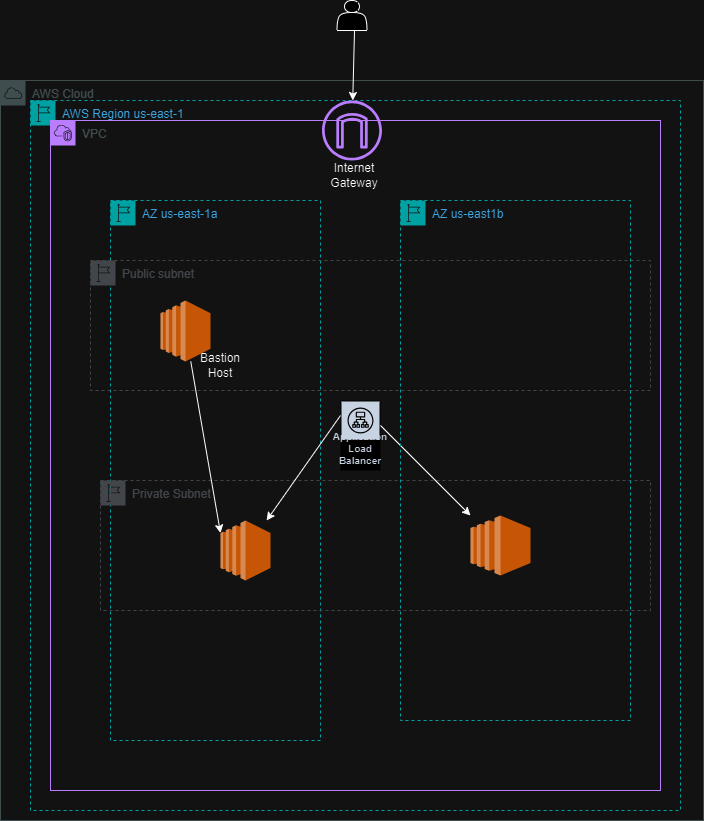 AWS Cloud
AWS Region us-east-1
VPC
Internet
Gateway
AZ us-east-1a
AZ us-east1b
Public subnet
Bastion
Host
Application
Load
Balancer
Private Subnet